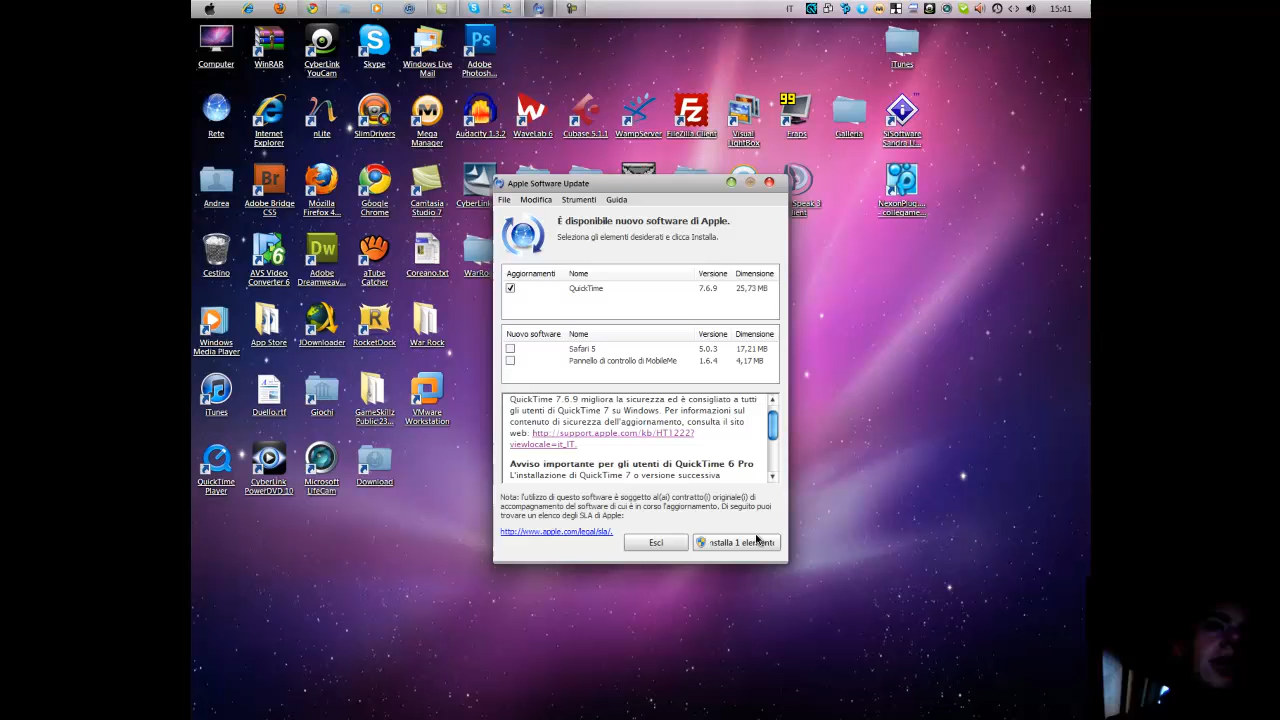 IT
15:41
Computer
WinRAR
CyberLink YouCam
Skype
Windows Live Mail
Adobe Photosh...
iTunes
Rete
Internet Explorer
nLite
SlimDrivers
Mega Manager
Audacity 1.3.2
WaveLab 6
Cubase 5.1.1
WampServer
FileZilla Client
Visual LightBox
99
Fraps
Galleria
SiSoftware Sandra Li...
Andrea
Adobe Bridge CS5
Mozilla Firefox 4...
Google Chrome
Camtasia Studio 7
CyberLin
Speak 3
lient
NexonPlug...
- collegame...
Cestino
AVS Video Converter 6
Adobe Dreamweav...
aTube Catcher
Coreano.txt
WarRo
Windows Media Player
App Store
JDownloader
RocketDock
War Rock
iTunes
Duello.rtf
Giochi
GameSkillz Public'23...
VMware Workstation
QuickTime Player
CyberLink PowerDVD 10
Microsoft LifeCam
Download
Apple Software Update
File Modifica Strumenti Guida
È disponibile nuovo software di Apple.
Seleziona gli elementi desiderati e clicca Installa.
Aggiornamenti Nome Versione Dimensione
QuickTime 7.6.9 25,73 MB
Nuovo software Nome Versione Dimensione
Safari 5 5.0.3 17,21 MB
Pannello di controllo di MobileMe 1.6.4 4,17 MB
QuickTime 7.6.9 migliora la sicurezza ed è consigliato a tutti
gli utenti di QuickTime 7 su Windows. Per informazioni sul
contenuto di sicurezza dell'aggiornamento, consulta il sito
web: http://support.apple.com/kb/HT1222?
viewlocale=it_IT.
Avviso importante per gli utenti di QuickTime 6 Pro
L'installazione di QuickTime 7 o versione successiva
Nota: l'utilizzo di questo software è soggetto al(ai) contratto(i) originale(i) di
accompagnamento del software di cui è in corso l'aggiornamento. Di seguito puoi
trovare un elenco degli SLA di Apple:
http://www.apple.com/legal/sla/.
Esci
nstalla 1 elemento